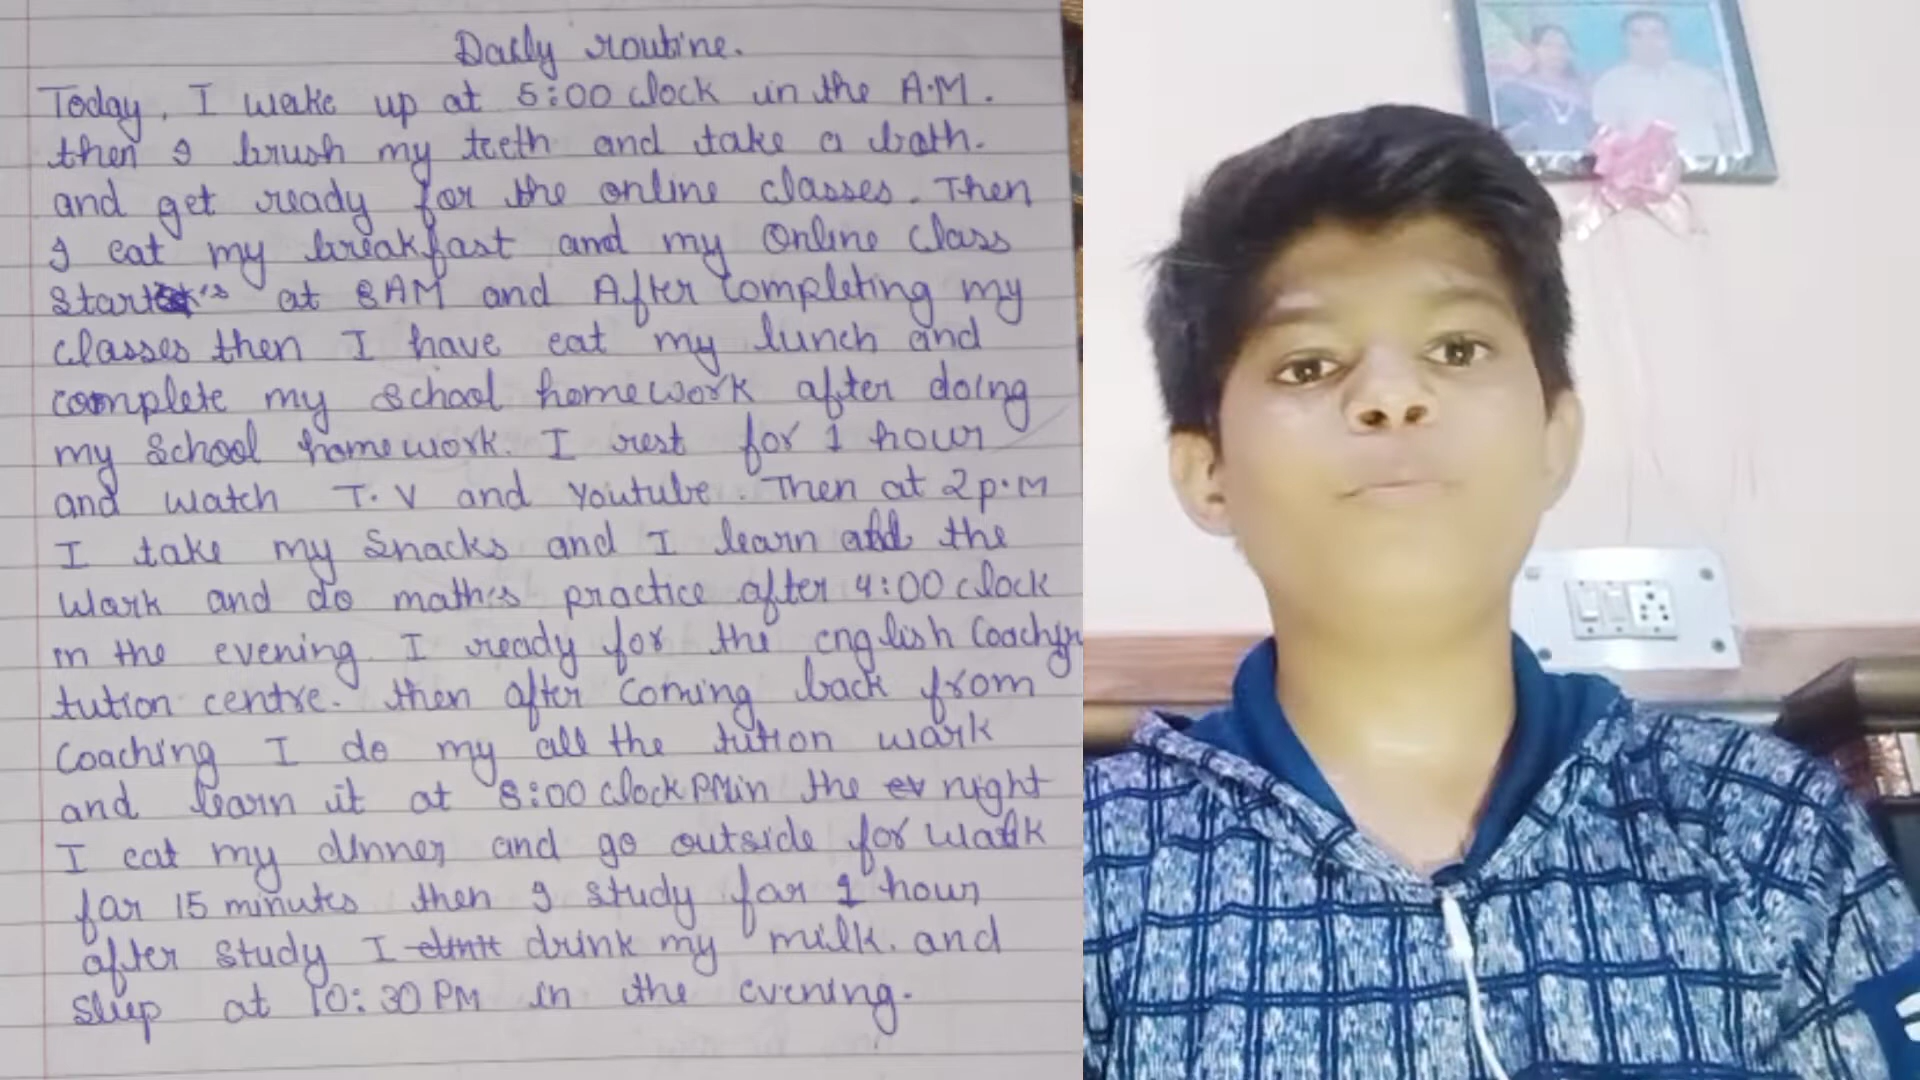 Daily routine.
Today, I wake up at 5:00 clock in the A.M.
then I brush my teeth and take a bath.
and get ready for the online classes. Then
I eat my breakfast and my Online Class
Start's at 8AM and After Completing my
classes then I have eat my lunch and
complete my School homework after doing
my School homework. I rest for 1 hour
and watch T.V and Youtube. Then at 2p.M
I take my Snacks and I learn all the
Work and do maths practice after 4:00 clock
in the evening I ready for the english Coaching
tution centre. then after Coming back from
Coaching I do my all the tution work
and learn it at 8:00 clock PM in the night
I eat my dinner and go outside for walk
for 15 minutes then I study for 1 hour
after study I drink my milk. and
sleep at 10:30 PM in the evening.